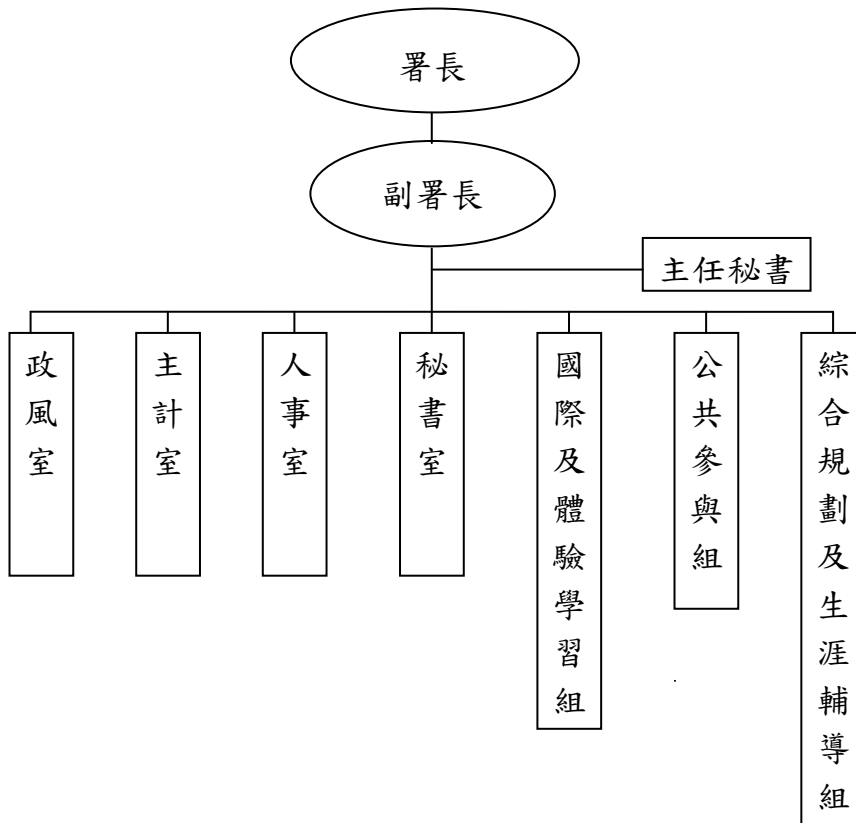 署長
副署長
主任秘書
政風室
主計室
人事室
秘書室
國際及體驗學習組
公共參與組
綜合規劃及生涯輔導組